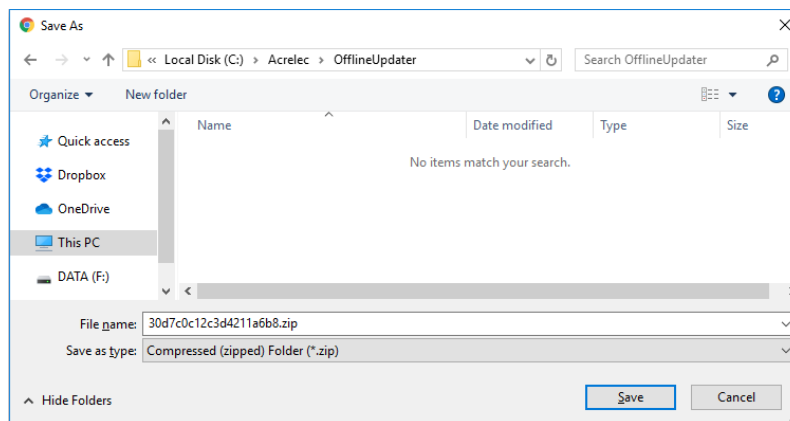 Save As
« Local Disk (C:) › Acrelec › OfflineUpdater
Search OfflineUpdater
Organize
New folder
Name
Date modified
Type
Size
No items match your search.
Quick access
Dropbox
OneDrive
This PC
DATA (F:)
File name: 30d7c0c12c3d4211a6b8.zip
Save as type: Compressed (zipped) Folder (*.zip)
Hide Folders
Save
Cancel